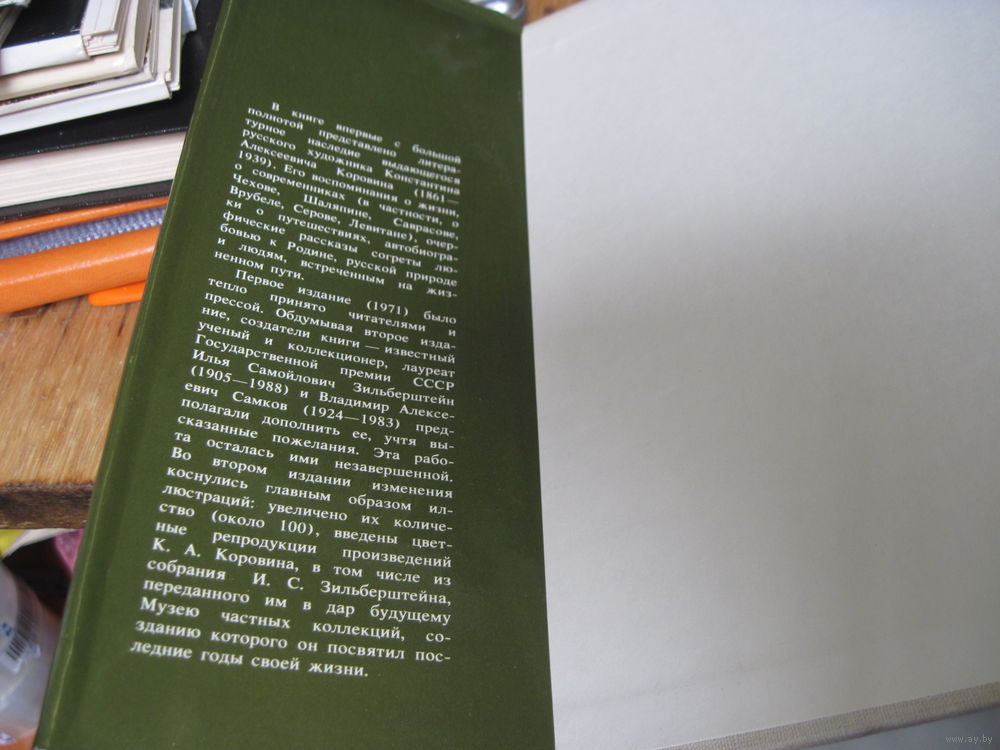 В книге впервые с большой
полнотой представлено литера-
турное наследие выдающегося
русского художника Константина
Алексеевича Коровина (1861—
1939). Его воспоминания о жизни,
о современниках (в частности, о
Чехове, Шаляпине, Саврасове,
Врубеле, Серове, Левитане), очер-
ки о путешествиях, автобиогра-
фические рассказы согреты лю-
бовью к Родине, русской природе
и людям, встреченным на жиз-
ненном пути.
Первое издание (1971) было
тепло принято читателями и
прессой. Обдумывая второе изда-
ние, создатели книги — известный
ученый и коллекционер, лауреат
Государственной премии СССР
Илья Самойлович Зильберштейн
(1905—1988) и Владимир Алексе-
евич Самков (1924—1983) пред-
полагали дополнить ее, учтя вы-
сказанные пожелания. Эта рабо-
та осталась ими незавершенной.
Во втором издании изменения
коснулись главным образом ил-
люстраций: увеличено их количе-
ство (около 100), введены цвет-
ные репродукции произведений
К. А. Коровина, в том числе из
собрания И. С. Зильберштейна,
переданного им в дар будущему
Музею частных коллекций, со-
зданию которого он посвятил пос-
ледние годы своей жизни.
www.ay.by